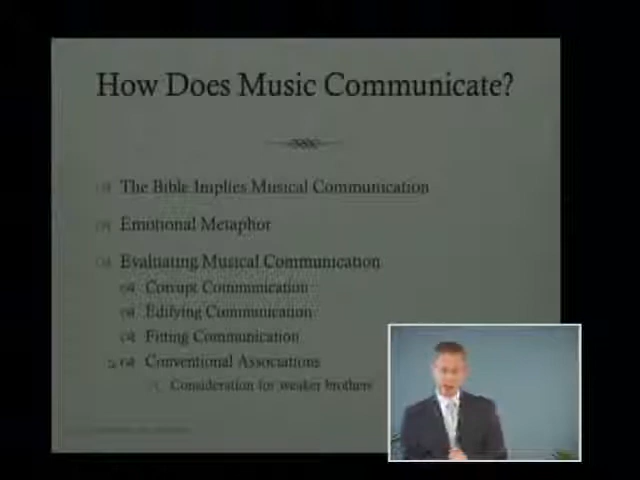 How Does Music Communicate?
The Bible Implies Musical Communication
Emotional Metaphor
Evaluating Musical Communication
Corrupt Communication
Edifying Communication
Fitting Communication
Conventional Associations
Consideration for weaker brothers